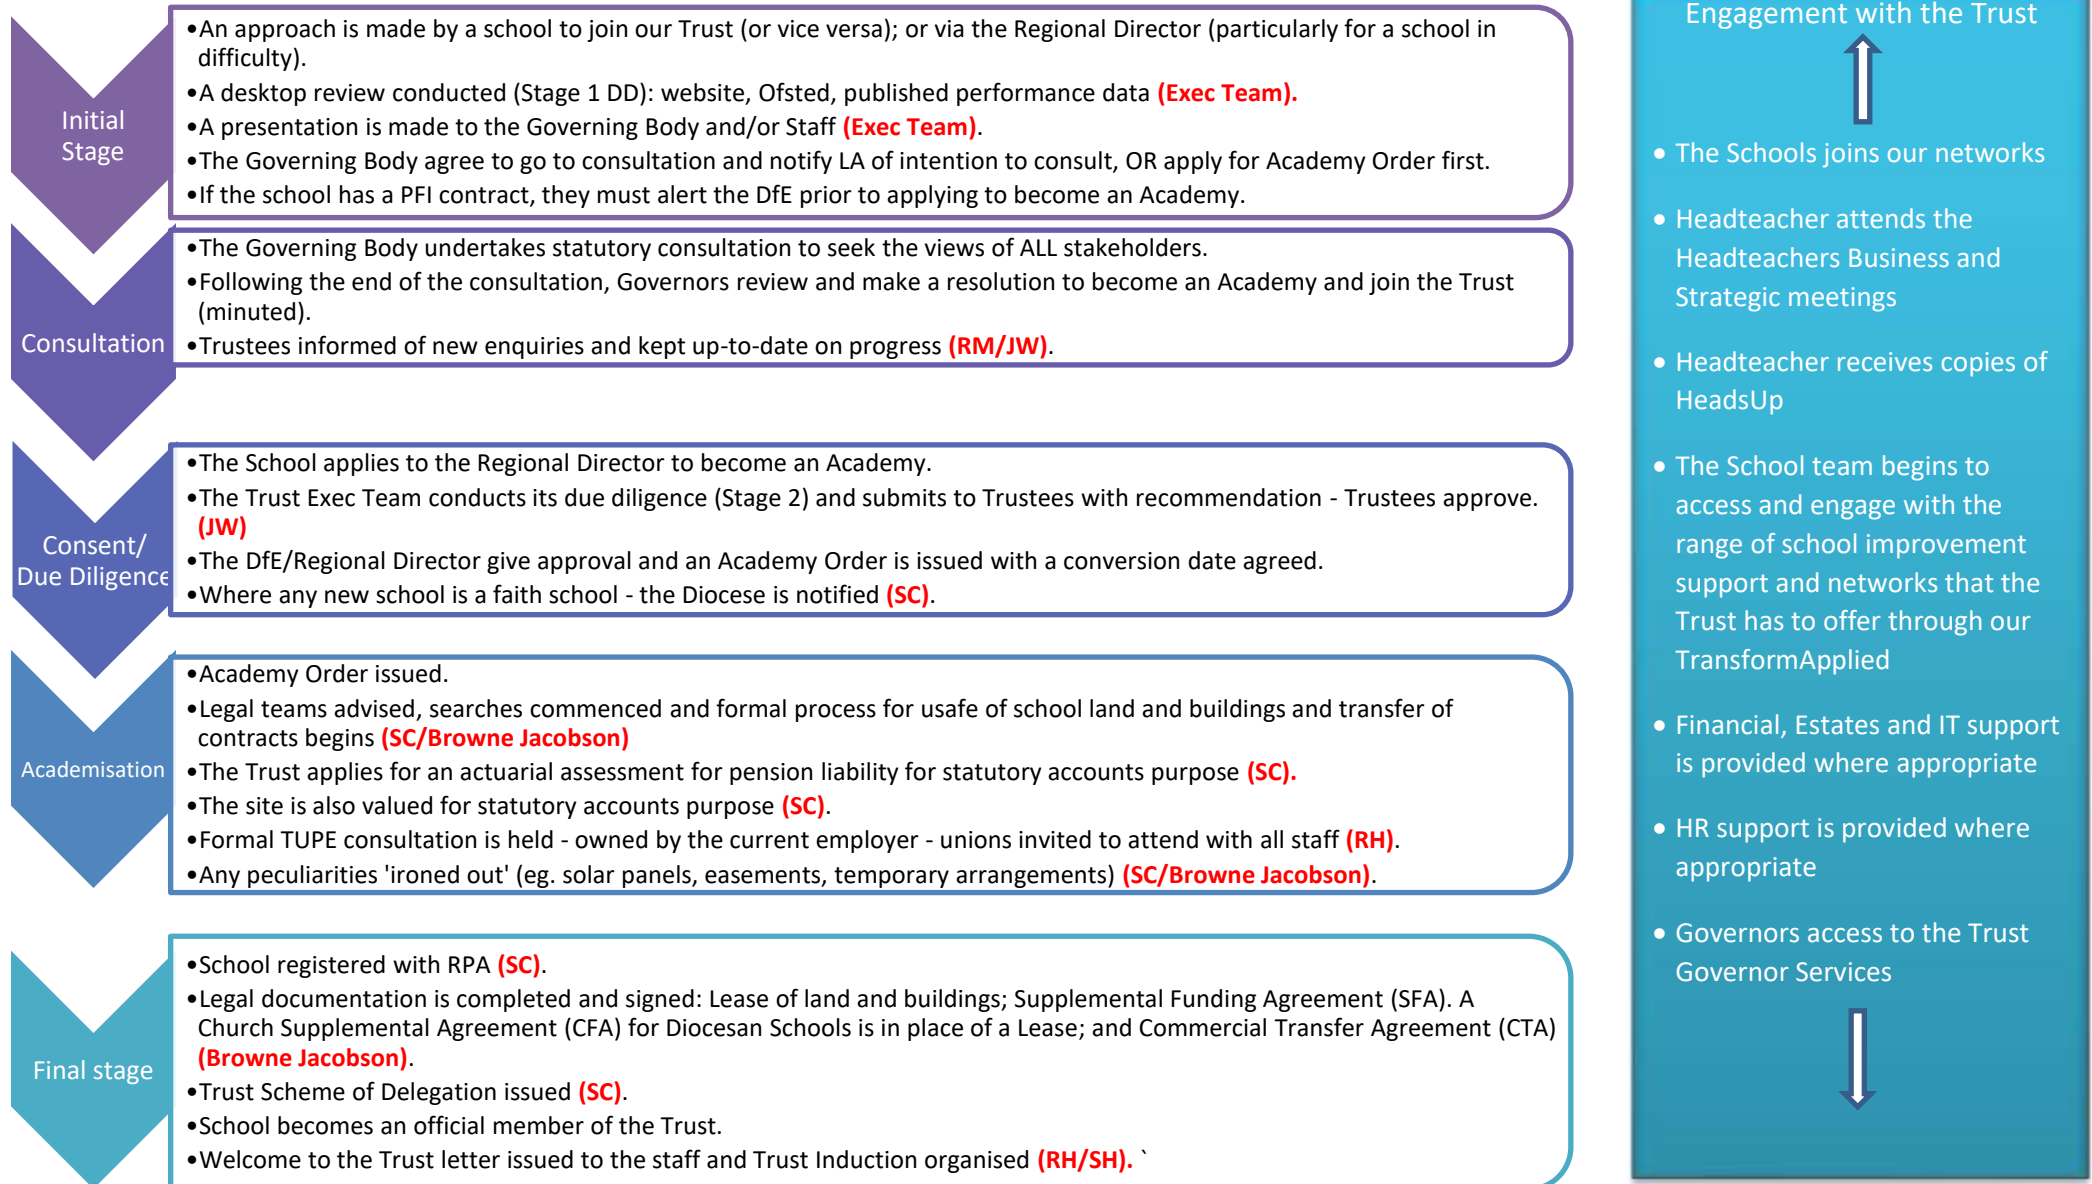 Initial
Stage
•An approach is made by a school to join our Trust (or vice versa); or via the Regional Director (particularly for a school in
difficulty).
•A desktop review conducted (Stage 1 DD): website, Ofsted, published performance data (Exec Team).
•A presentation is made to the Governing Body and/or Staff (Exec Team).
•The Governing Body agree to go to consultation and notify LA of intention to consult, OR apply for Academy Order first.
•If the school has a PFI contract, they must alert the DfE prior to applying to become an Academy.
Consultation
•The Governing Body undertakes statutory consultation to seek the views of ALL stakeholders.
•Following the end of the consultation, Governors review and make a resolution to become an Academy and join the Trust
(minuted).
•Trustees informed of new enquiries and kept up-to-date on progress (RM/JW).
Consent/
Due Diligence
•The School applies to the Regional Director to become an Academy.
•The Trust Exec Team conducts its due diligence (Stage 2) and submits to Trustees with recommendation - Trustees approve.
(JW)
•The DfE/Regional Director give approval and an Academy Order is issued with a conversion date agreed.
•Where any new school is a faith school - the Diocese is notified (SC).
Academisation
•Academy Order issued.
•Legal teams advised, searches commenced and formal process for usafe of school land and buildings and transfer of
contracts begins (SC/Browne Jacobson)
•The Trust applies for an actuarial assessment for pension liability for statutory accounts purpose (SC).
•The site is also valued for statutory accounts purpose (SC).
•Formal TUPE consultation is held - owned by the current employer - unions invited to attend with all staff (RH).
•Any peculiarities 'ironed out' (eg. solar panels, easements, temporary arrangements) (SC/Browne Jacobson).
Final stage
•School registered with RPA (SC).
•Legal documentation is completed and signed: Lease of land and buildings; Supplemental Funding Agreement (SFA). A
Church Supplemental Agreement (CFA) for Diocesan Schools is in place of a Lease; and Commercial Transfer Agreement (CTA)
(Browne Jacobson).
•Trust Scheme of Delegation issued (SC).
•School becomes an official member of the Trust.
•Welcome to the Trust letter issued to the staff and Trust Induction organised (RH/SH). `
Engagement with the Trust
• The Schools joins our networks
• Headteacher attends the
Headteachers Business and
Strategic meetings
• Headteacher receives copies of
HeadsUp
• The School team begins to
access and engage with the
range of school improvement
support and networks that the
Trust has to offer through our
TransformApplied
• Financial, Estates and IT support
is provided where appropriate
• HR support is provided where
appropriate
• Governors access to the Trust
Governor Services